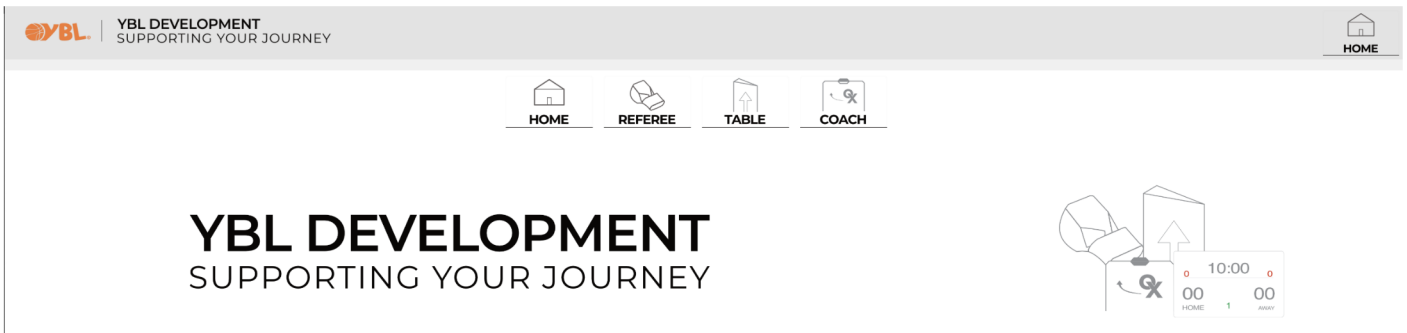 YBL
YBL DEVELOPMENT
SUPPORTING YOUR JOURNEY
HOME
HOME
REFEREE
TABLE
COACH
YBL DEVELOPMENT
SUPPORTING YOUR JOURNEY
0 10:00 0
00 00
HOME 1 AWAY